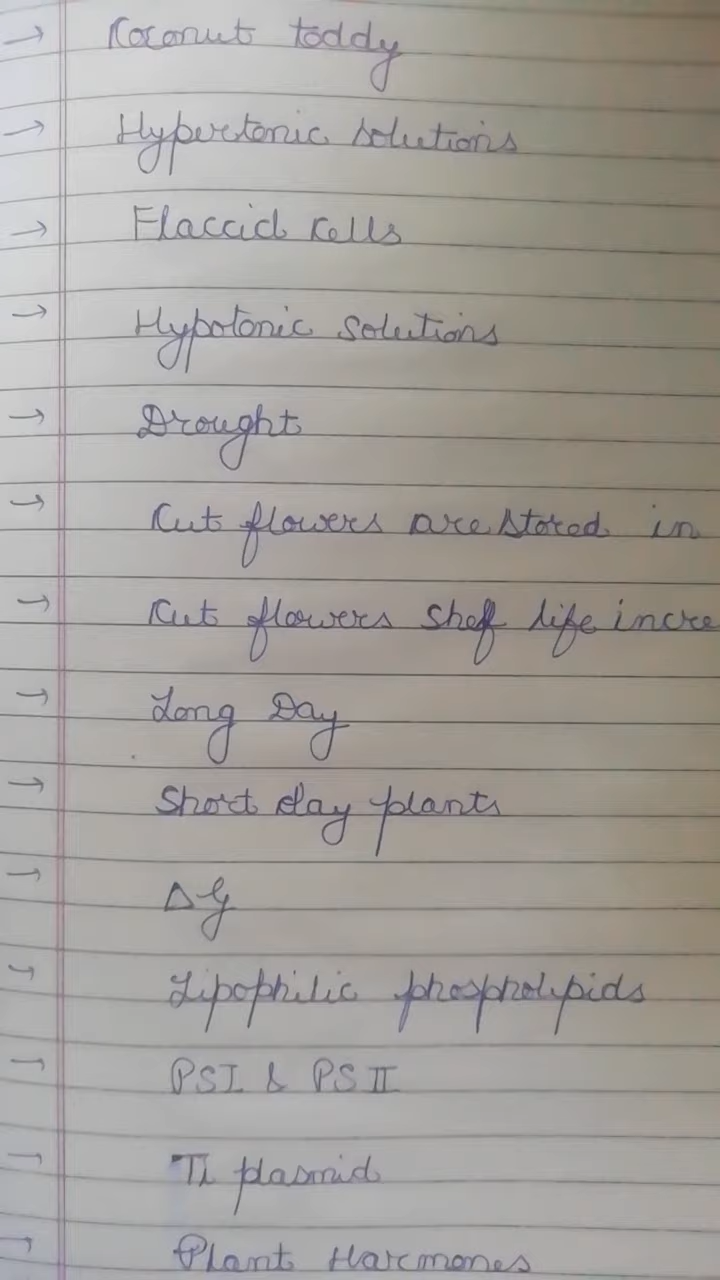 → Coconut toddy
→ Hypertonic solutions
→ Flaccid cells
→ Hypotonic solutions
→ Drought
→ Cut flowers are stored in
→ Cut flowers shelf life incre
→ Long Day
→ Short day plants
→ ΔG
→ Lipophilic phospholipids
→ PSI & PSII
→ Ti plasmid
→ Plant Harmones